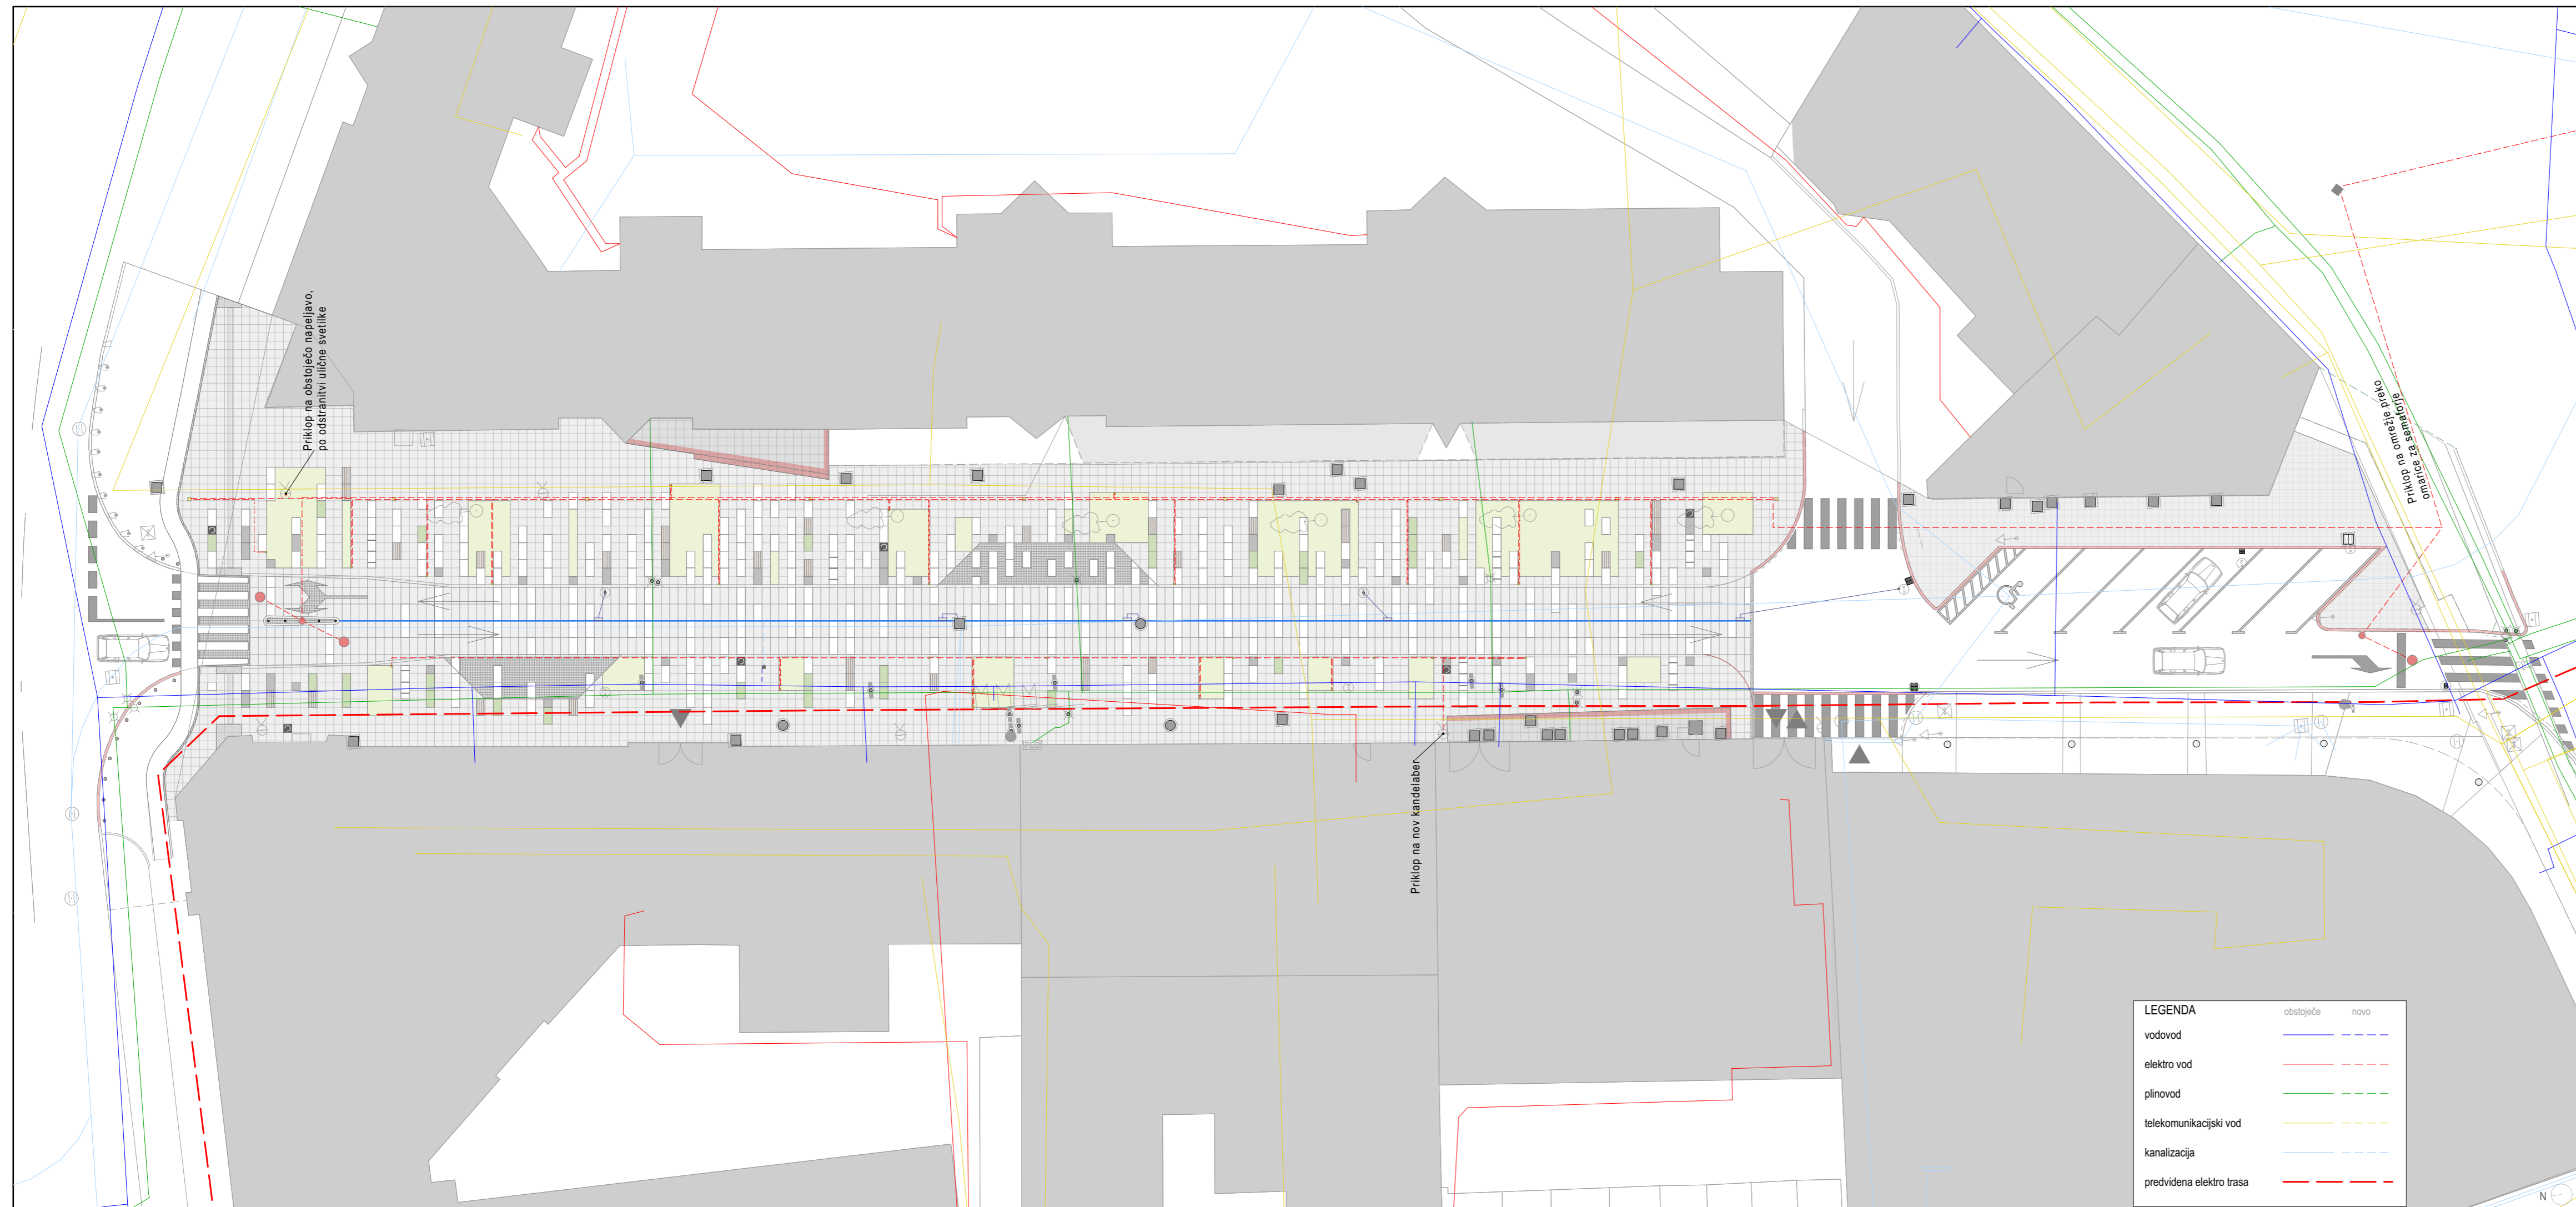 Priklop na obstoječo napeljavo,
po odstranitvi ulične svetilke
Priklop na omrežje preko
omarice za semaforje
Priklop na nov kandelaber
LEGENDA obstoječe novo
vodovod
elektro vod
plinovod
telekomunikacijski vod
kanalizacija
predvidena elektro trasa
N